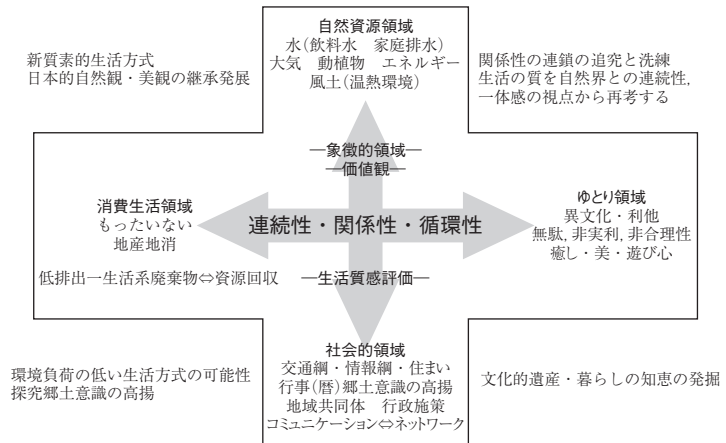 自然資源領域
水（飲料水　家庭排水）
大気　動植物　エネルギー
風土（温熱環境）
新質素的生活方式
日本的自然観・美観の継承発展
関係性の連鎖の追究と洗練
生活の質を自然界との連続性，
一体感の視点から再考する
―象徴的領域―
―価値観―
消費生活領域
もったいない
地産地消
低排出―生活系廃棄物⇔資源回収
連続性・関係性・循環性
ゆとり領域
異文化・利他
無駄，非実利，非合理性
癒し・美・遊び心
―生活質感評価―
社会的領域
交通網・情報網・住まい
行事（暦）郷土意識の高揚
地域共同体　行政施策
コミュニケーション⇔ネットワーク
環境負荷の低い生活方式の可能性
探究郷土意識の高揚
文化的遺産・暮らしの知恵の発掘